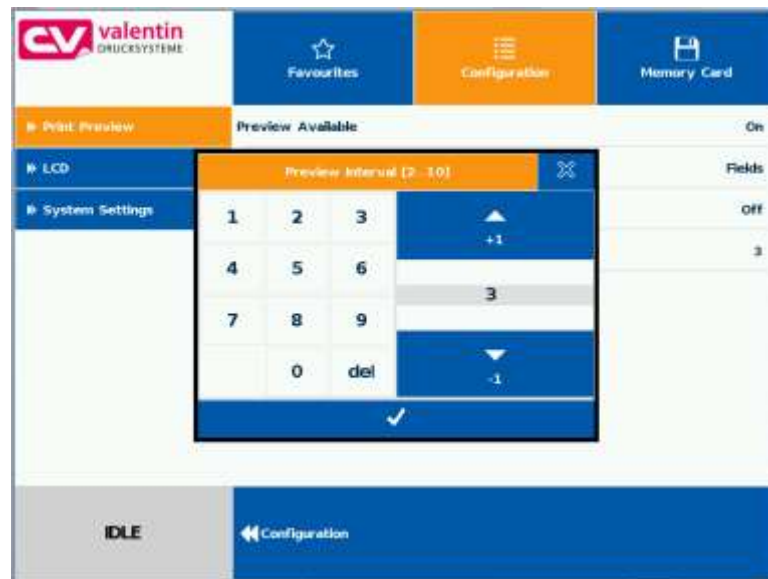 valentin
DRUCKSYSTEME
Favourites
Configuration
Memory Card
Print Preview
Preview Available
On
LCD
Preview Interval [2..10]
Fields
System Settings
Off
1 2 3
+1
3
4 5 6
3
7 8 9
0 del
-1
IDLE
Configuration